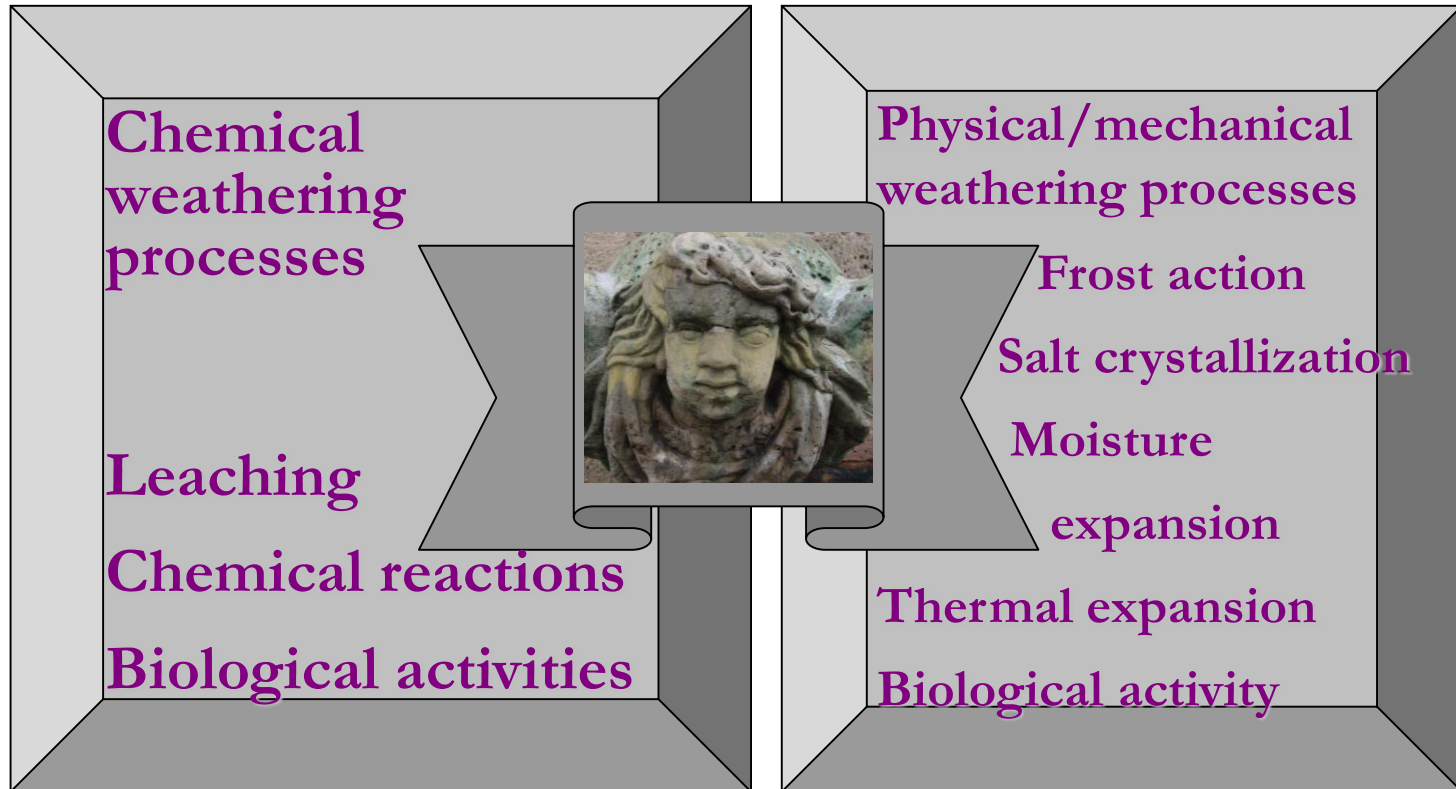 Chemical
weathering
processes
Leaching
Chemical reactions
Biological activities
Physical/mechanical
weathering processes
Frost action
Salt crystallization
Moisture
expansion
Thermal expansion
Biological activity